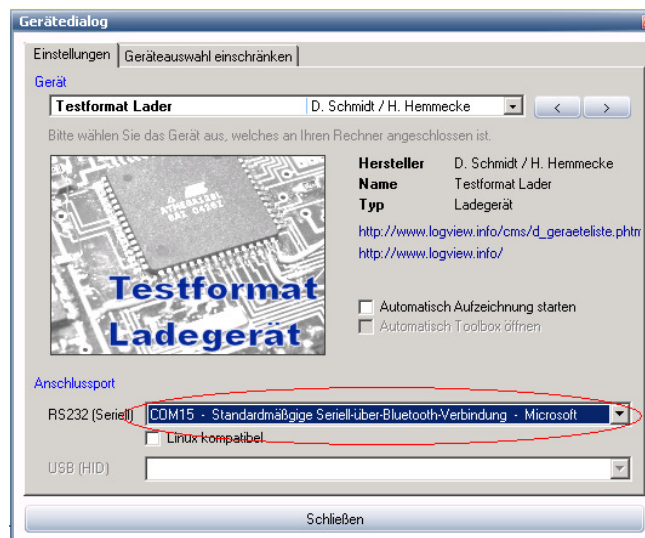 Gerätedialog
Einstellungen
Geräteauswahl einschränken
Gerät
Testformat Lader D. Schmidt / H. Hemmecke
< >
Bitte wählen Sie das Gerät aus, welches an Ihren Rechner angeschlossen ist.
ATMEGA1281
Testformat
Ladegerät
Hersteller D. Schmidt / H. Hemmecke
Name Testformat Lader
Typ Ladegerät
http://www.logview.info/cms/d_geraeteliste.phtm
http://www.logview.info/
Automatisch Aufzeichnung starten
Automatisch Toolbox öffnen
Anschlussport
RS232 (Seriell) COM15 - Standardmäßgige Seriell-über-Bluetooth-Verbindung - Microsoft
Linux kompatibel
USB (HID)
Schließen